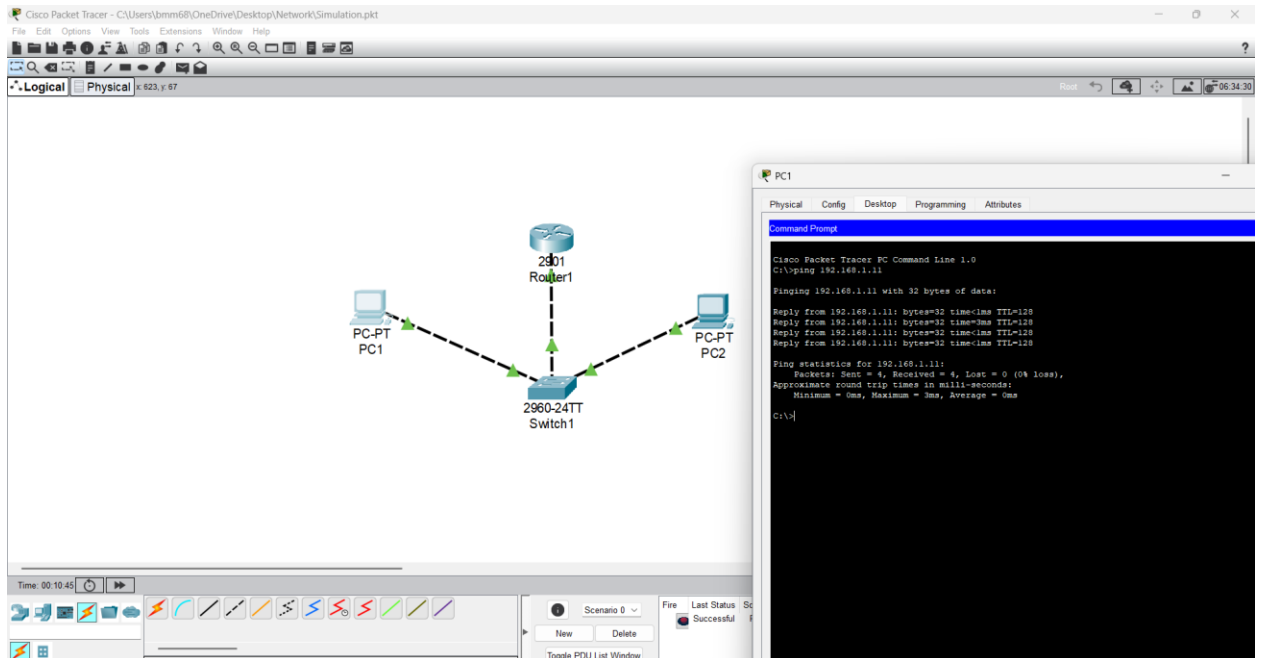 Cisco Packet Tracer - C:\Users\bmm68\OneDrive\Desktop\Network\Simulation.pkt
File Edit Options View Tools Extensions Window Help
?
Logical Physical x: 623, y: 67
Root 06:34:30
PC1
Physical Config Desktop Programming Attributes
Command Prompt
Cisco Packet Tracer PC Command Line 1.0
C:\>ping 192.168.1.11
Pinging 192.168.1.11 with 32 bytes of data:
Reply from 192.168.1.11: bytes=32 time<1ms TTL=128
Reply from 192.168.1.11: bytes=32 time=3ms TTL=128
Reply from 192.168.1.11: bytes=32 time<1ms TTL=128
Reply from 192.168.1.11: bytes=32 time<1ms TTL=128
Ping statistics for 192.168.1.11:
Packets: Sent = 4, Received = 4, Lost = 0 (0% loss),
Approximate round trip times in milli-seconds:
Minimum = 0ms, Maximum = 3ms, Average = 0ms
C:\>
2901
Router1
PC-PT
PC1
PC-PT
PC2
2960-24TT
Switch1
Time: 00:10:45
Scenario 0
New Delete
Toggle PDU List Window
Fire Last Status
Successful